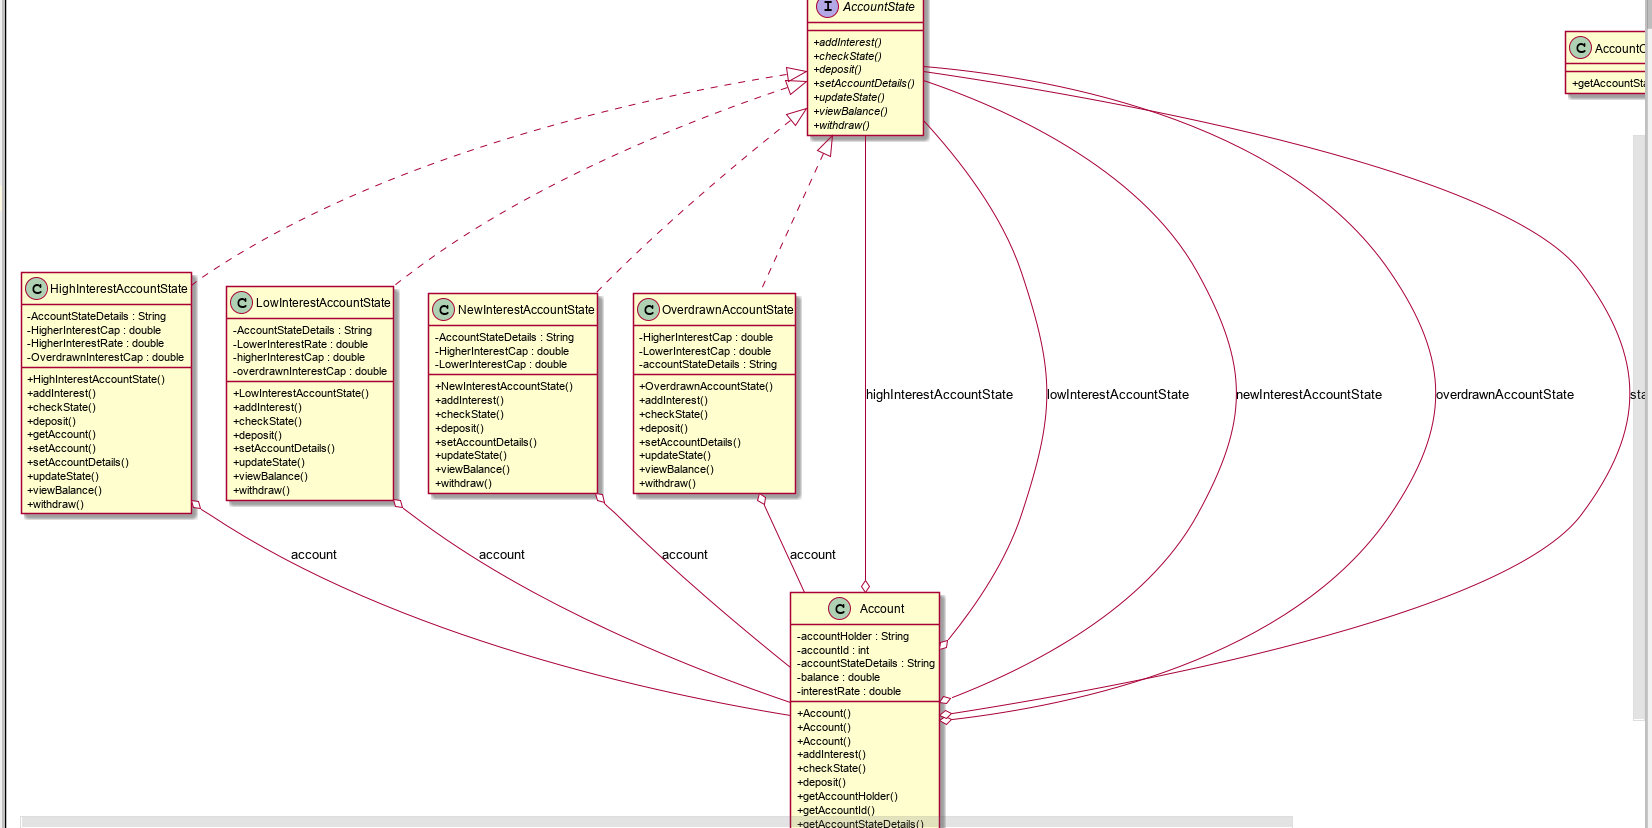 I AccountState
+addInterest()
+checkState()
+deposit()
+setAccountDetails()
+updateState()
+viewBalance()
+withdraw()
C
+getAccountSta
C HighInterestAccountState
-AccountStateDetails : String
-HigherInterestCap : double
-HigherInterestRate : double
-OverdrawnInterestCap : double
+HighInterestAccountState()
+addInterest()
+checkState()
+deposit()
+getAccount()
+setAccount()
+setAccountDetails()
+updateState()
+viewBalance()
+withdraw()
C LowInterestAccountState
-AccountStateDetails : String
-LowerInterestRate : double
-higherInterestCap : double
-overdrawnInterestCap : double
+LowInterestAccountState()
+addInterest()
+checkState()
+deposit()
+setAccountDetails()
+updateState()
+viewBalance()
+withdraw()
C NewInterestAccountState
-AccountStateDetails : String
-HigherInterestCap : double
-LowerInterestCap : double
+NewInterestAccountState()
+addInterest()
+checkState()
+deposit()
+setAccountDetails()
+updateState()
+viewBalance()
+withdraw()
C OverdrawnAccountState
-HigherInterestCap : double
-LowerInterestCap : double
-accountStateDetails : String
+OverdrawnAccountState()
+addInterest()
+checkState()
+deposit()
+setAccountDetails()
+updateState()
+viewBalance()
+withdraw()
highInterestAccountState
lowInterestAccountState
newInterestAccountState
overdrawnAccountState
sta
account
account
account
account
C Account
-accountHolder : String
-accountId : int
-accountStateDetails : String
-balance : double
-interestRate : double
+Account()
+Account()
+Account()
+addInterest()
+checkState()
+deposit()
+getAccountHolder()
+getAccountId()
+getAccountStateDetails()